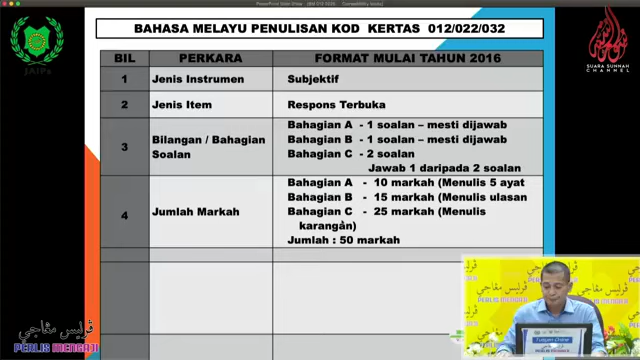 BAHASA MELAYU PENULISAN KOD KERTAS 012/022/032
BIL PERKARA FORMAT MULAI TAHUN 2016
1 Jenis Instrumen Subjektif
2 Jenis Item Respons Terbuka
3 Bilangan / Bahagian Soalan
Bahagian A - 1 soalan – mesti dijawab
Bahagian B - 1 soalan – mesti dijawab
Bahagian C - 2 soalan
Jawab 1 daripada 2 soalan
4 Jumlah Markah
Bahagian A - 10 markah (Menulis 5 ayat
Bahagian B - 15 markah (Menulis ulasan
Bahagian C - 25 markah (Menulis
karangan)
Jumlah : 50 markah
JAIPs
SUARA SUNNAH
CHANNEL
ڤرليس مڠاجي
PERLIS MENGAJI